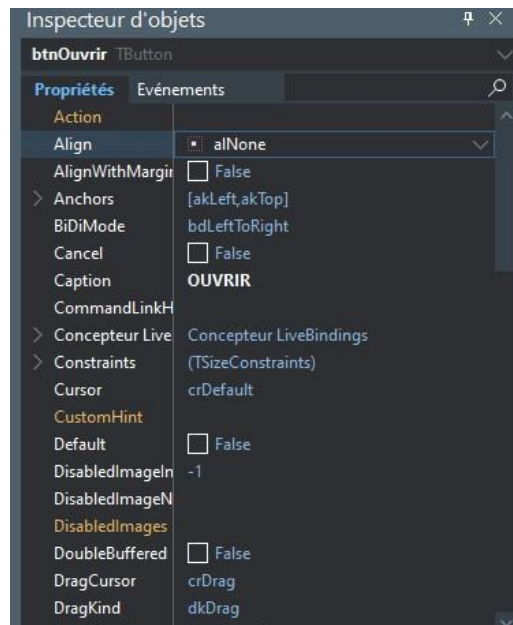 Inspecteur d'objets
btnOuvrir TButton
Propriétés Evénements
Action
Align alNone
AlignWithMargin False
Anchors [akLeft,akTop]
BiDiMode bdLeftToRight
Cancel False
Caption OUVRIR
CommandLinkH
Concepteur Live Concepteur LiveBindings
Constraints (TSizeConstraints)
Cursor crDefault
CustomHint
Default False
DisabledImageIn -1
DisabledImageN
DisabledImages
DoubleBuffered False
DragCursor crDrag
DragKind dkDrag